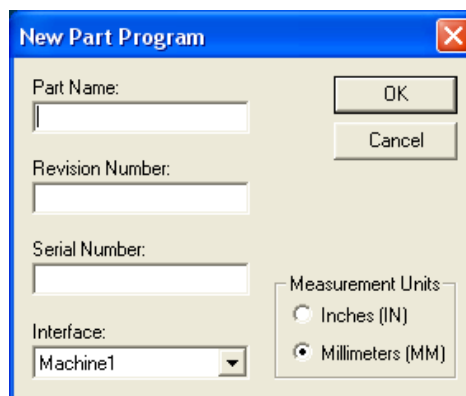 New Part Program
Part Name:
OK
Cancel
Revision Number:
Serial Number:
Measurement Units
Inches (IN)
Millimeters (MM)
Interface:
Machine1